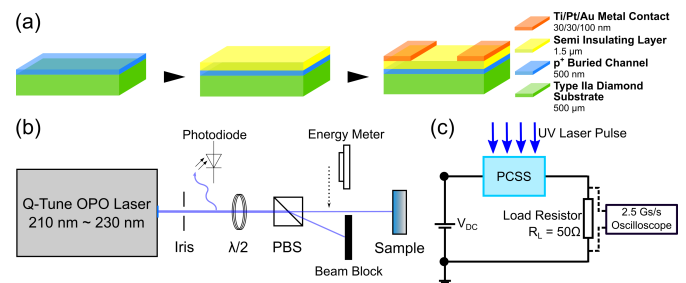 (a)
Ti/Pt/Au Metal Contact
30/30/100 nm
Semi Insulating Layer
1.5 µm
p+ Buried Channel
500 nm
Type IIa Diamond
Substrate
500 µm
(b)
Photodiode
Energy Meter
Q-Tune OPO Laser
210 nm ~ 230 nm
Iris
λ/2
PBS
Beam Block
Sample
(c)
UV Laser Pulse
PCSS
VDC
Load Resistor
RL = 50Ω
2.5 Gs/s
Oscilloscope